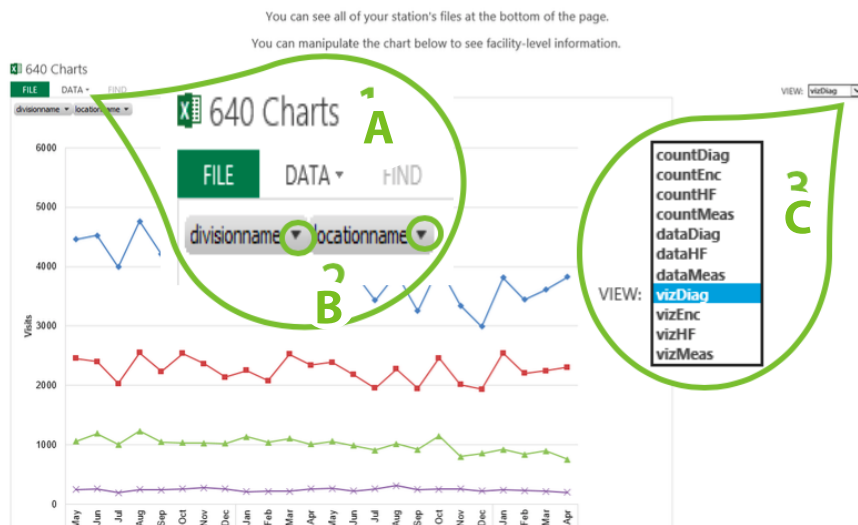 You can see all of your station's files at the bottom of the page.
You can manipulate the chart below to see facility-level information.
640 Charts
FILE DATA FIND
divisionname locationname
VIEW: vizDiag
1
A
640 Charts
FILE DATA FIND
divisionname locationname
2
B
3
C
countDiag
countEnc
countHF
countMeas
dataDiag
dataHF
dataMeas
VIEW: vizDiag
vizEnc
vizHF
vizMeas
6000
5000
4000
3000
2000
1000
0
Visits
May Jun Jul Aug Sep Oct Nov Dec Jan Feb Mar Apr May Jun Jul Aug Sep Oct Nov Dec Jan Feb Mar Apr